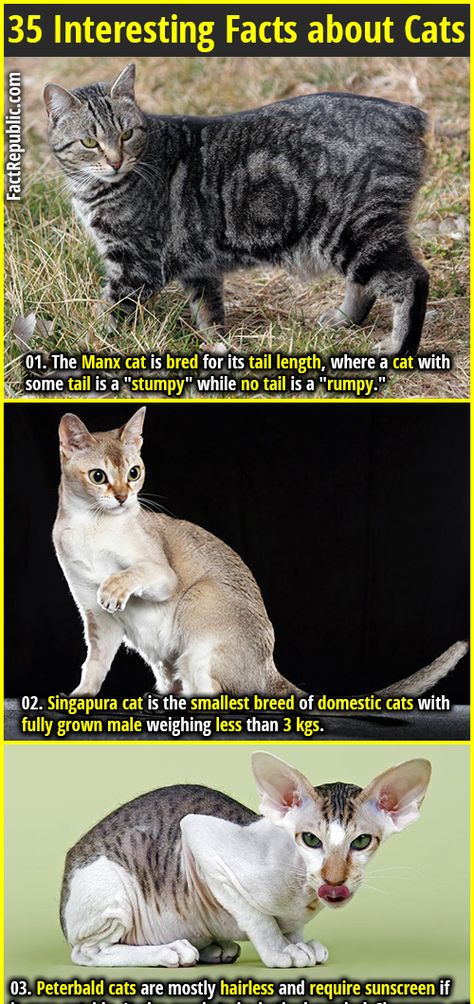 35 Interesting Facts about Cats
FactRepublic.com
01. The Manx cat is bred for its tail length, where a cat with
some tail is a "stumpy" while no tail is a "rumpy."
02. Singapura cat is the smallest breed of domestic cats with
fully grown male weighing less than 3 kgs.
03. Peterbald cats are mostly hairless and require sunscreen if